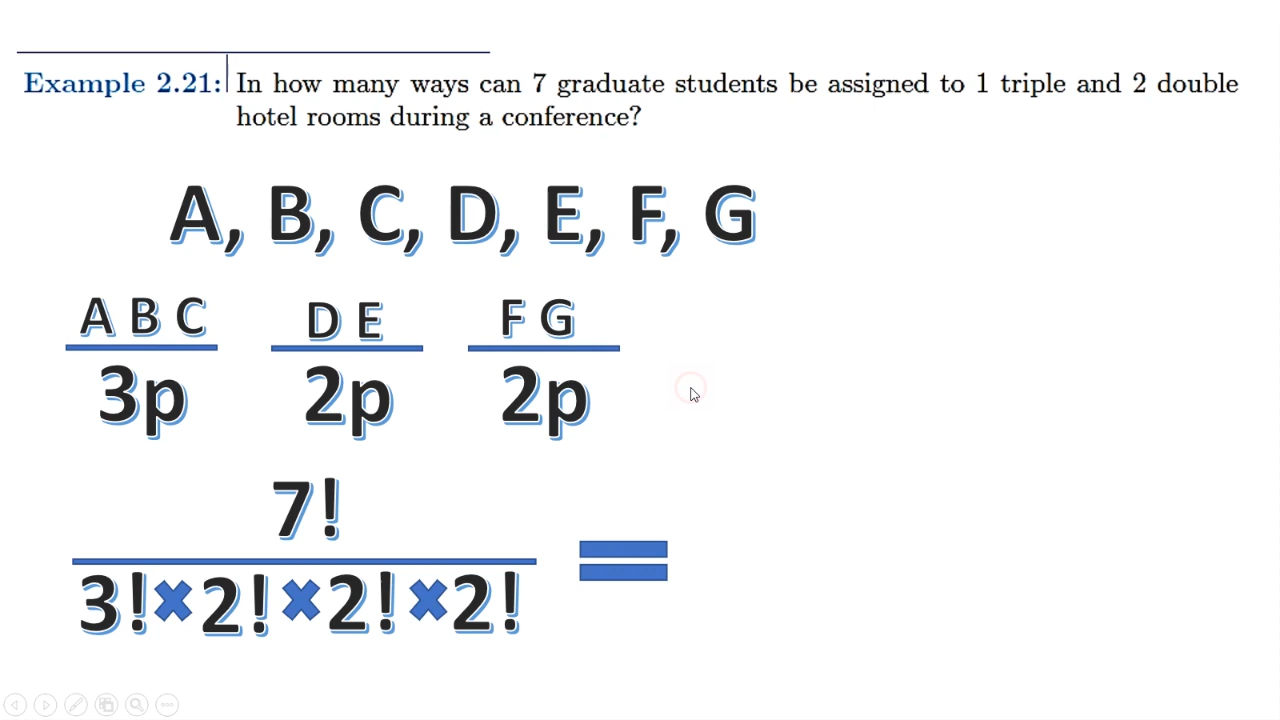 Example 2.21: In how many ways can 7 graduate students be assigned to 1 triple and 2 double
hotel rooms during a conference?
A, B, C, D, E, F, G
A B C D E F G
3p 2p 2p
7!
3!×2!×2!×2! =